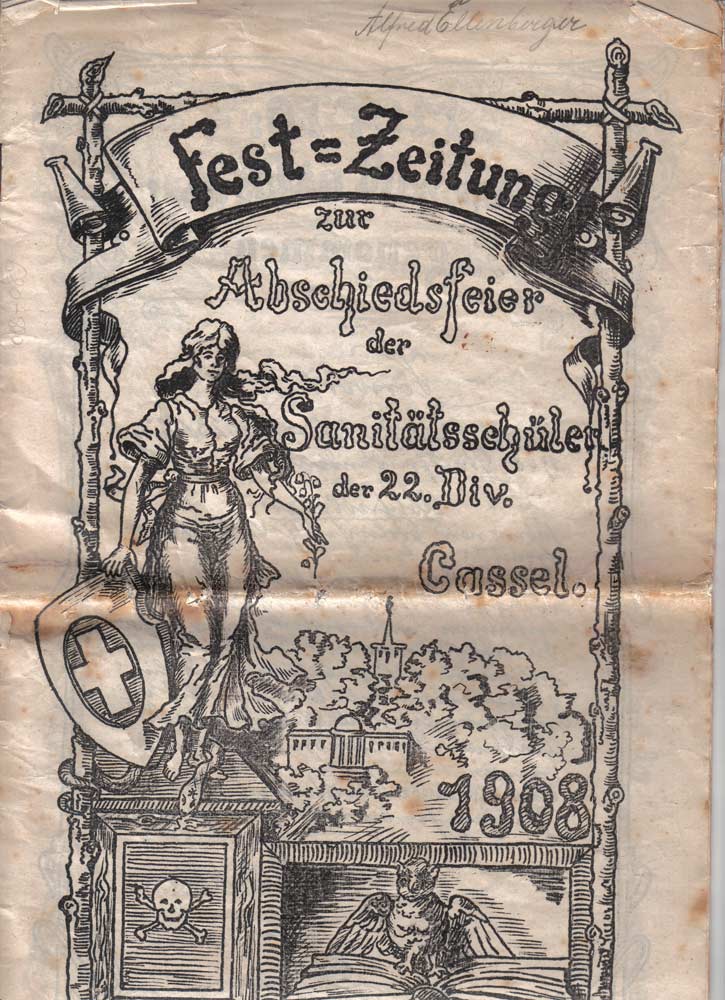 Alfred Ellenberger
Fest=Zeitung
zur
Abschiedsfeier
der
Sanitätsschüler
der 22. Div.
Cassel.
1908